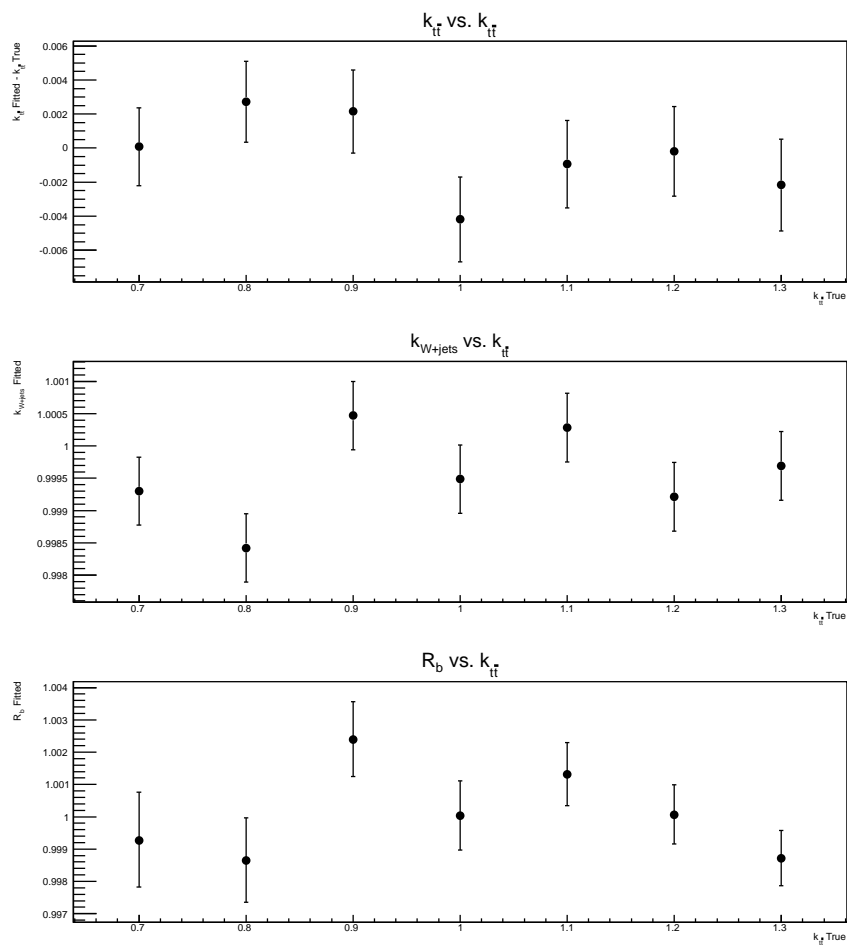 k_tt̄ vs. k_tt̄
k_tt̄ Fitted - k_tt̄ True
0.006
0.004
0.002
0
-0.002
-0.004
-0.006
0.7 0.8 0.9 1 1.1 1.2 1.3
k_tt̄ True
k_W+jets vs. k_tt̄
k_W+jets Fitted
1.001
1.0005
1
0.9995
0.999
0.9985
0.998
0.7 0.8 0.9 1 1.1 1.2 1.3
k_tt̄ True
R_b vs. k_tt̄
R_b Fitted
1.004
1.003
1.002
1.001
1
0.999
0.998
0.997
0.7 0.8 0.9 1 1.1 1.2 1.3
k_tt̄ True